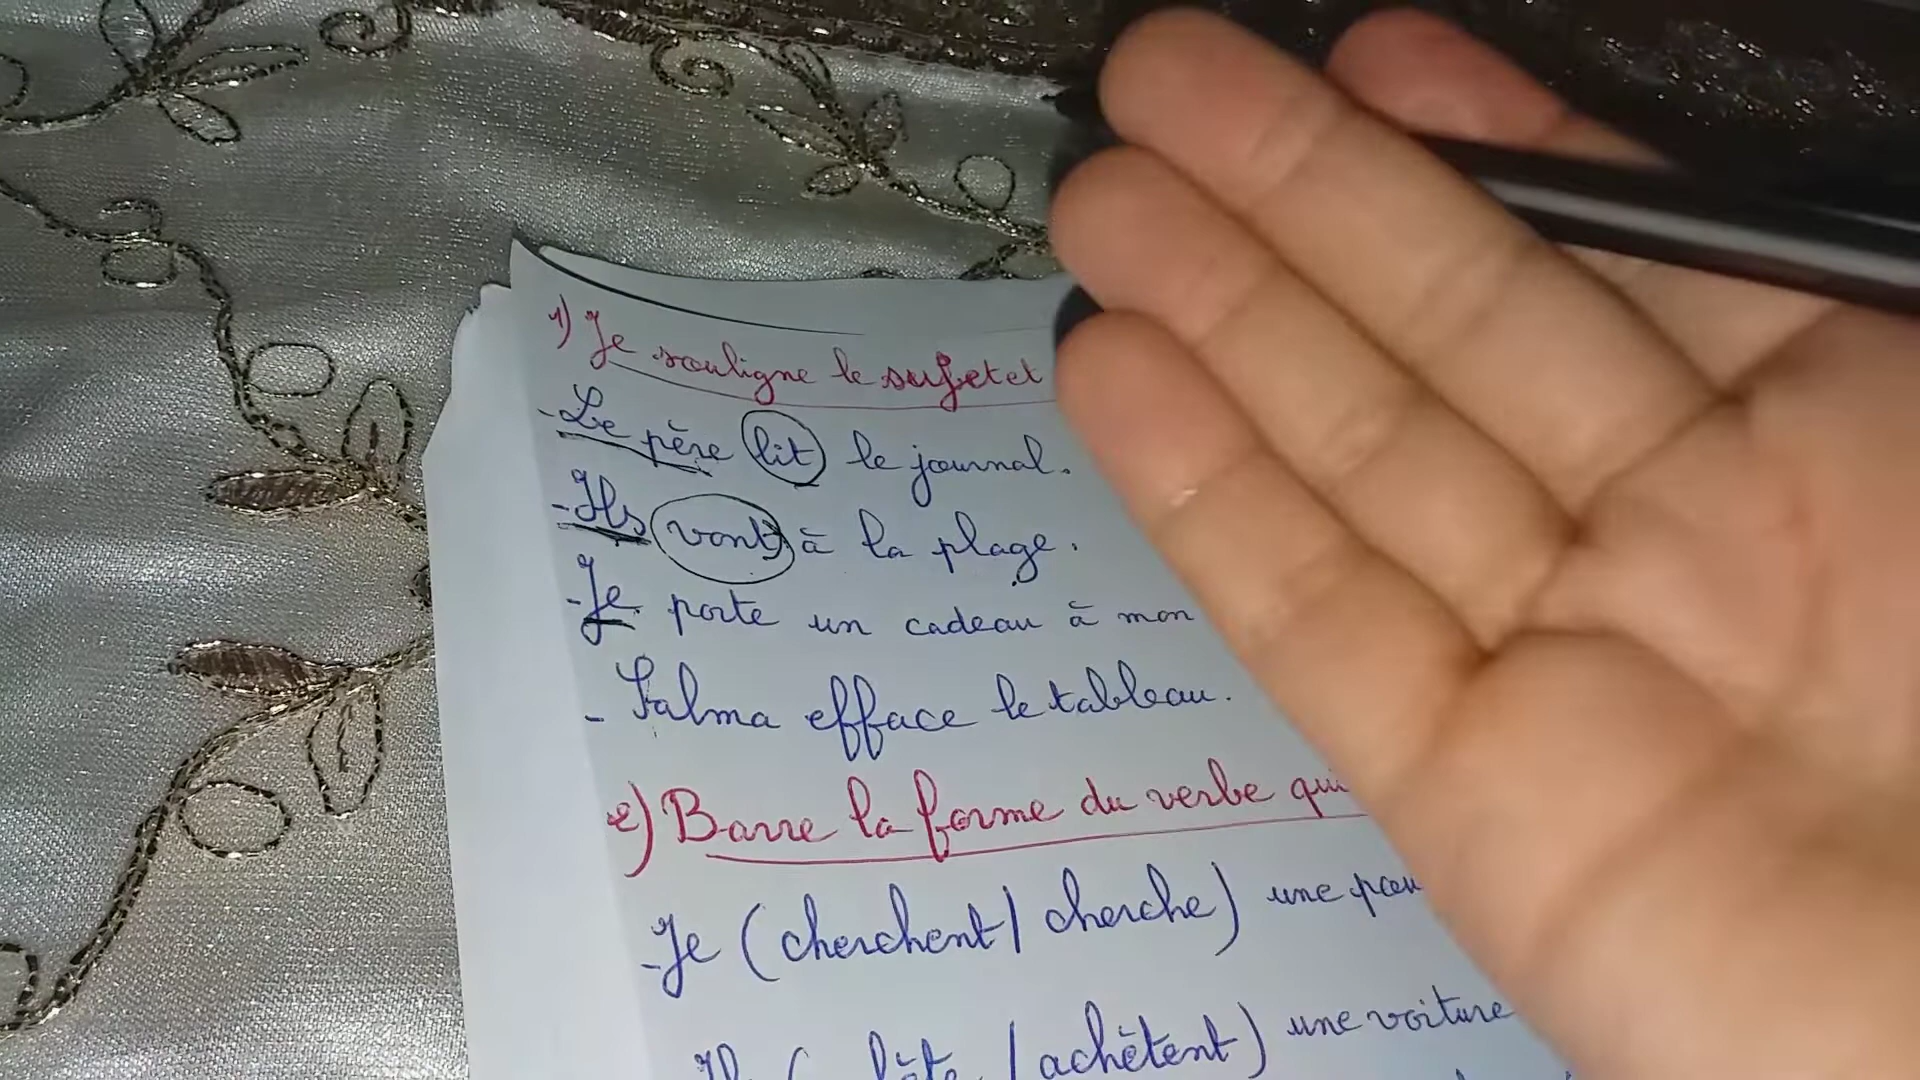 1) Je souligne le sujet et
- Le père lit le journal.
- Ils vont à la plage.
- Je porte un cadeau à mon
- Salma efface le tableau.
2) Barre la forme du verbe qui
- Je (cherchent / cherche) une
( / achètent) une voiture